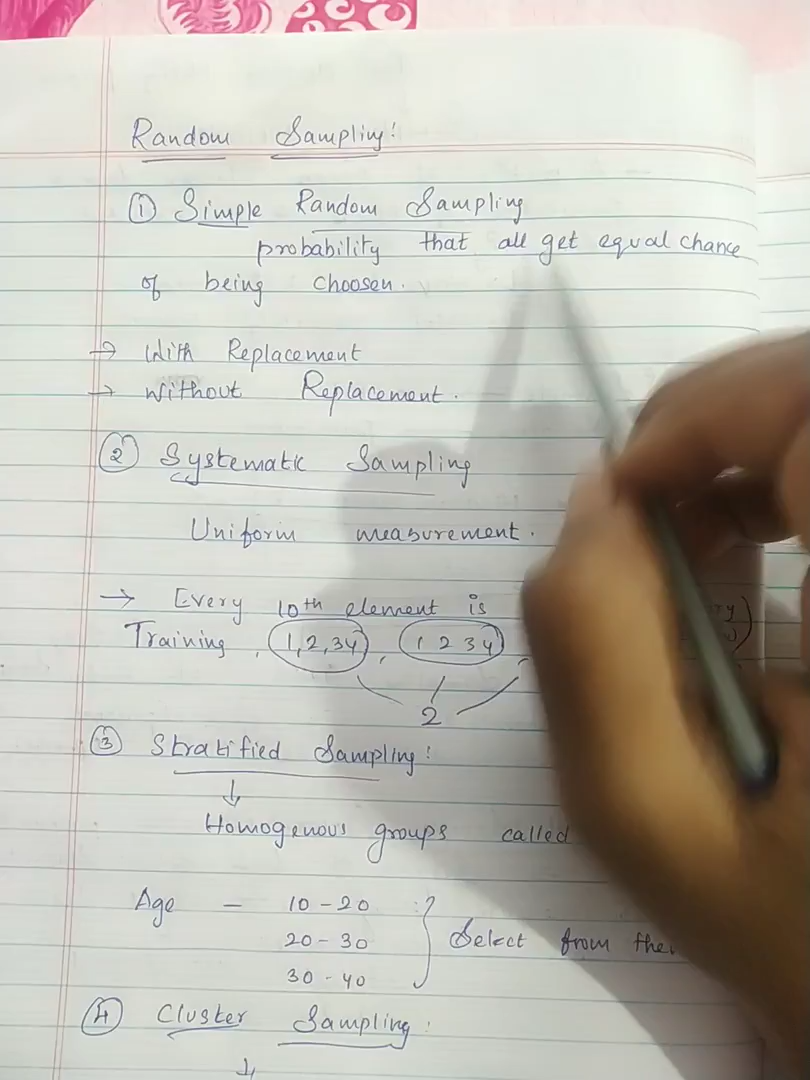 Random Sampling:
① Simple Random Sampling
probability that all get equal chance
of being choosen.
→ With Replacement
→ Without Replacement.
② Systematic Sampling
Uniform measurement.
→ Every 10th element is
Training, 1,2,34, 1 2 3 4
2
③ Stratified Sampling:
↓
Homogenous groups called
Age - 10-20
20-30 } Select from
30-40
④ Cluster Sampling:
↓